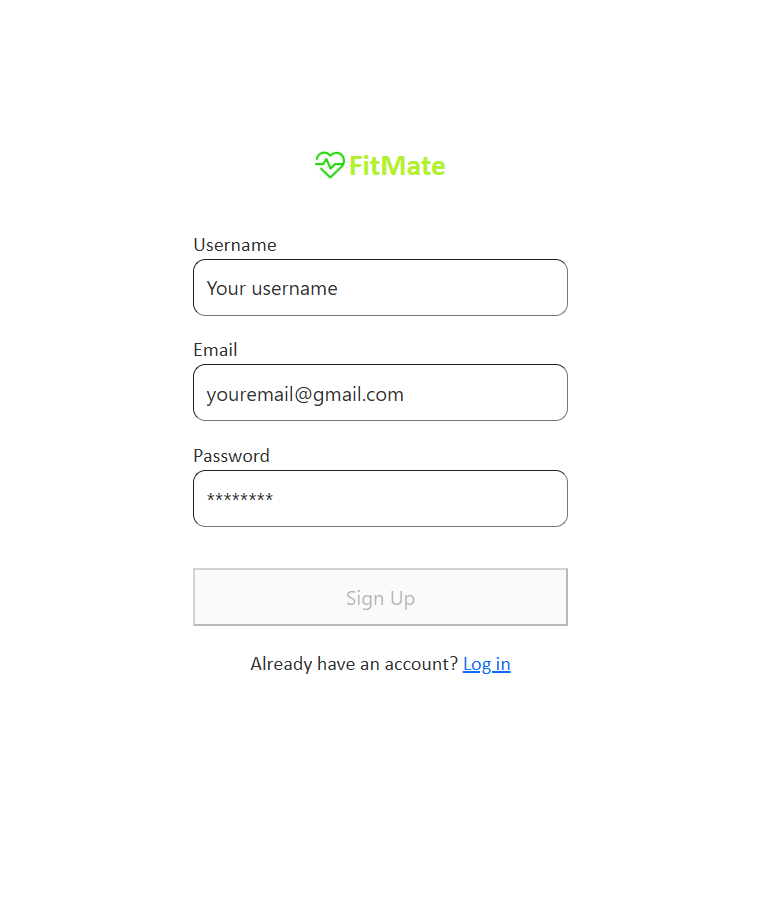 FitMate
Username
Your username
Email
youremail@gmail.com
Password
********
Sign Up
Already have an account? Log in